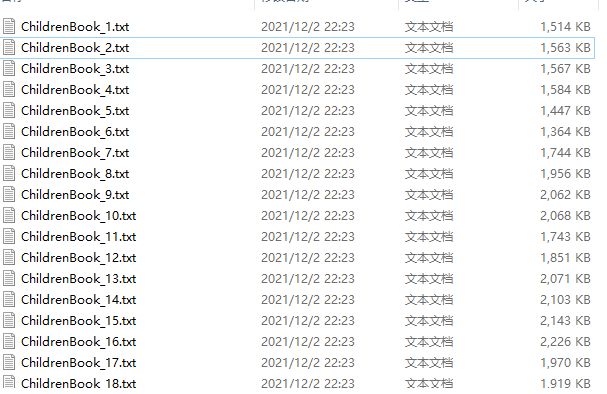 ChildrenBook_1.txt 2021/12/2 22:23 文本文档 1,514 KB
ChildrenBook_2.txt 2021/12/2 22:23 文本文档 1,563 KB
ChildrenBook_3.txt 2021/12/2 22:23 文本文档 1,567 KB
ChildrenBook_4.txt 2021/12/2 22:23 文本文档 1,584 KB
ChildrenBook_5.txt 2021/12/2 22:23 文本文档 1,447 KB
ChildrenBook_6.txt 2021/12/2 22:23 文本文档 1,364 KB
ChildrenBook_7.txt 2021/12/2 22:23 文本文档 1,744 KB
ChildrenBook_8.txt 2021/12/2 22:23 文本文档 1,956 KB
ChildrenBook_9.txt 2021/12/2 22:23 文本文档 2,062 KB
ChildrenBook_10.txt 2021/12/2 22:23 文本文档 2,068 KB
ChildrenBook_11.txt 2021/12/2 22:23 文本文档 1,743 KB
ChildrenBook_12.txt 2021/12/2 22:23 文本文档 1,851 KB
ChildrenBook_13.txt 2021/12/2 22:23 文本文档 2,071 KB
ChildrenBook_14.txt 2021/12/2 22:23 文本文档 2,103 KB
ChildrenBook_15.txt 2021/12/2 22:23 文本文档 2,143 KB
ChildrenBook_16.txt 2021/12/2 22:23 文本文档 2,226 KB
ChildrenBook_17.txt 2021/12/2 22:23 文本文档 1,970 KB
ChildrenBook_18.txt 2021/12/2 22:23 文本文档 1,919 KB